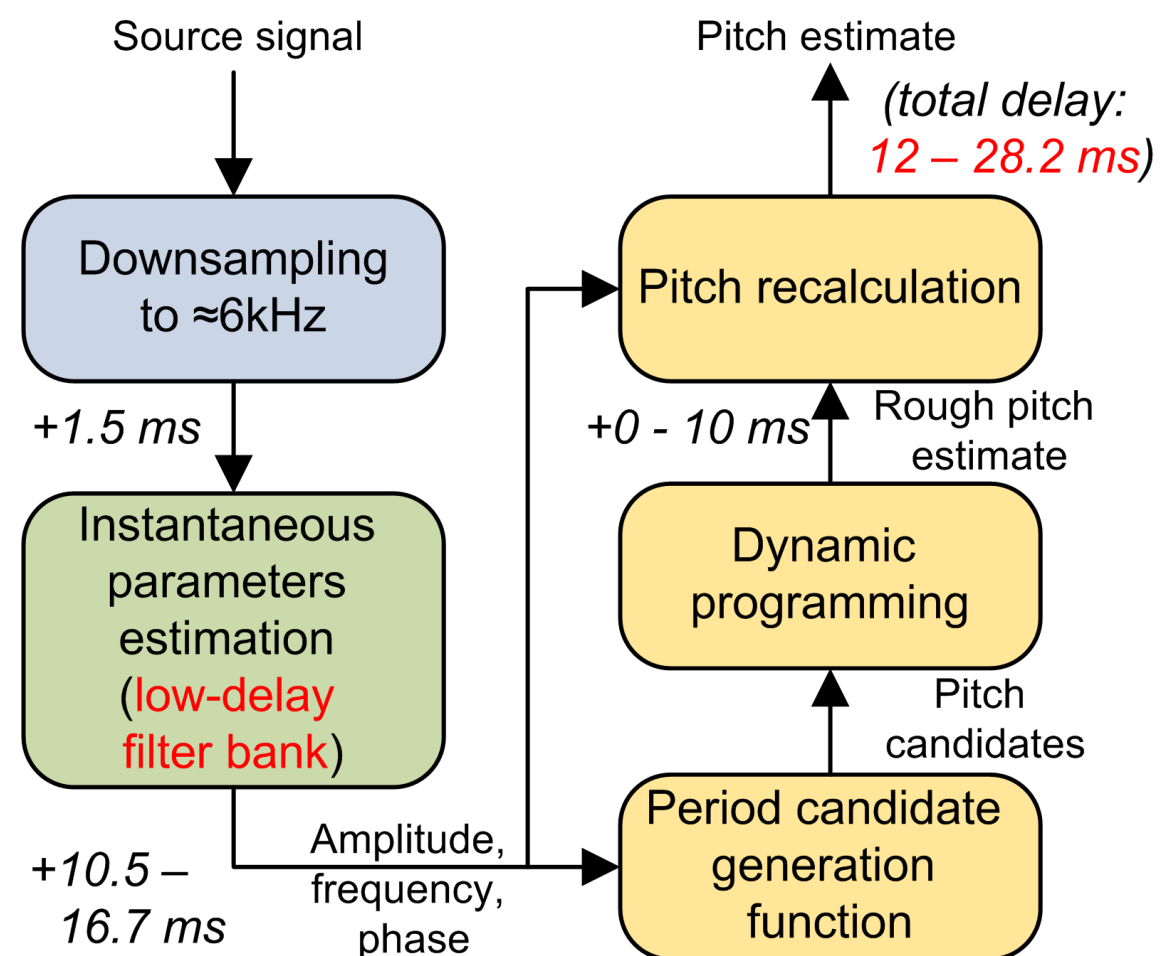 Source signal
Downsampling
to ≈6kHz
+1.5 ms
Instantaneous
parameters
estimation
(low-delay
filter bank)
+10.5 –
16.7 ms
Amplitude,
frequency,
phase
Period candidate
generation
function
Pitch
candidates
Dynamic
programming
+0 - 10 ms
Rough pitch
estimate
Pitch recalculation
Pitch estimate
(total delay:
12 – 28.2 ms)